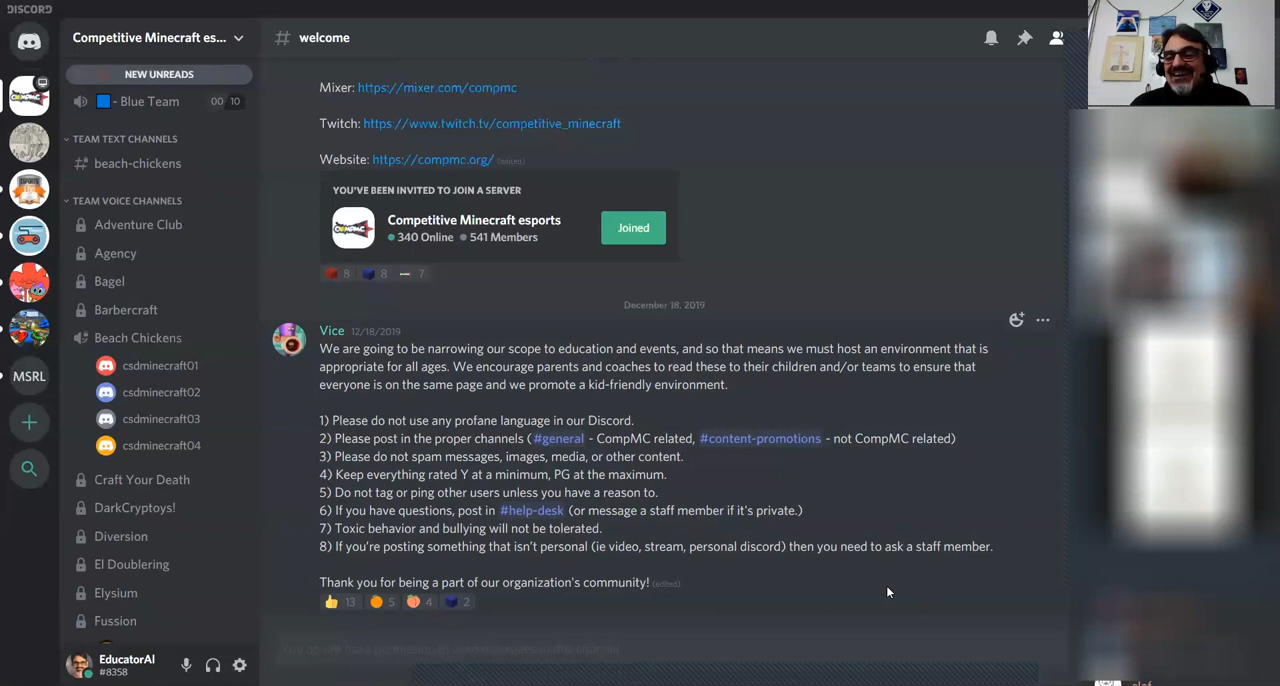 DISCORD
Competitive Minecraft es...
# welcome
NEW UNREADS
- Blue Team 00 10
TEAM TEXT CHANNELS
beach-chickens
TEAM VOICE CHANNELS
Adventure Club
Agency
Bagel
Barbercraft
Beach Chickens
csdminecraft01
csdminecraft02
csdminecraft03
csdminecraft04
Craft Your Death
DarkCryptoys!
Diversion
El Doublering
Elysium
Fussion
MSRL
EducatorAl
#8358
Mixer: https://mixer.com/compmc
Twitch: https://www.twitch.tv/competitive_minecraft
Website: https://compmc.org/ (edited)
YOU'VE BEEN INVITED TO JOIN A SERVER
COMPMC
Competitive Minecraft esports
340 Online 541 Members
Joined
8 8 7
December 18, 2019
Vice 12/18/2019
We are going to be narrowing our scope to education and events, and so that means we must host an environment that is
appropriate for all ages. We encourage parents and coaches to read these to their children and/or teams to ensure that
everyone is on the same page and we promote a kid-friendly environment.
1) Please do not use any profane language in our Discord.
2) Please post in the proper channels ( #general - CompMC related, #content-promotions - not CompMC related)
3) Please do not spam messages, images, media, or other content.
4) Keep everything rated Y at a minimum, PG at the maximum.
5) Do not tag or ping other users unless you have a reason to.
6) If you have questions, post in #help-desk (or message a staff member if it's private.)
7) Toxic behavior and bullying will not be tolerated.
8) If you're posting something that isn't personal (ie video, stream, personal discord) then you need to ask a staff member.
Thank you for being a part of our organization's community! (edited)
13 5 4 2